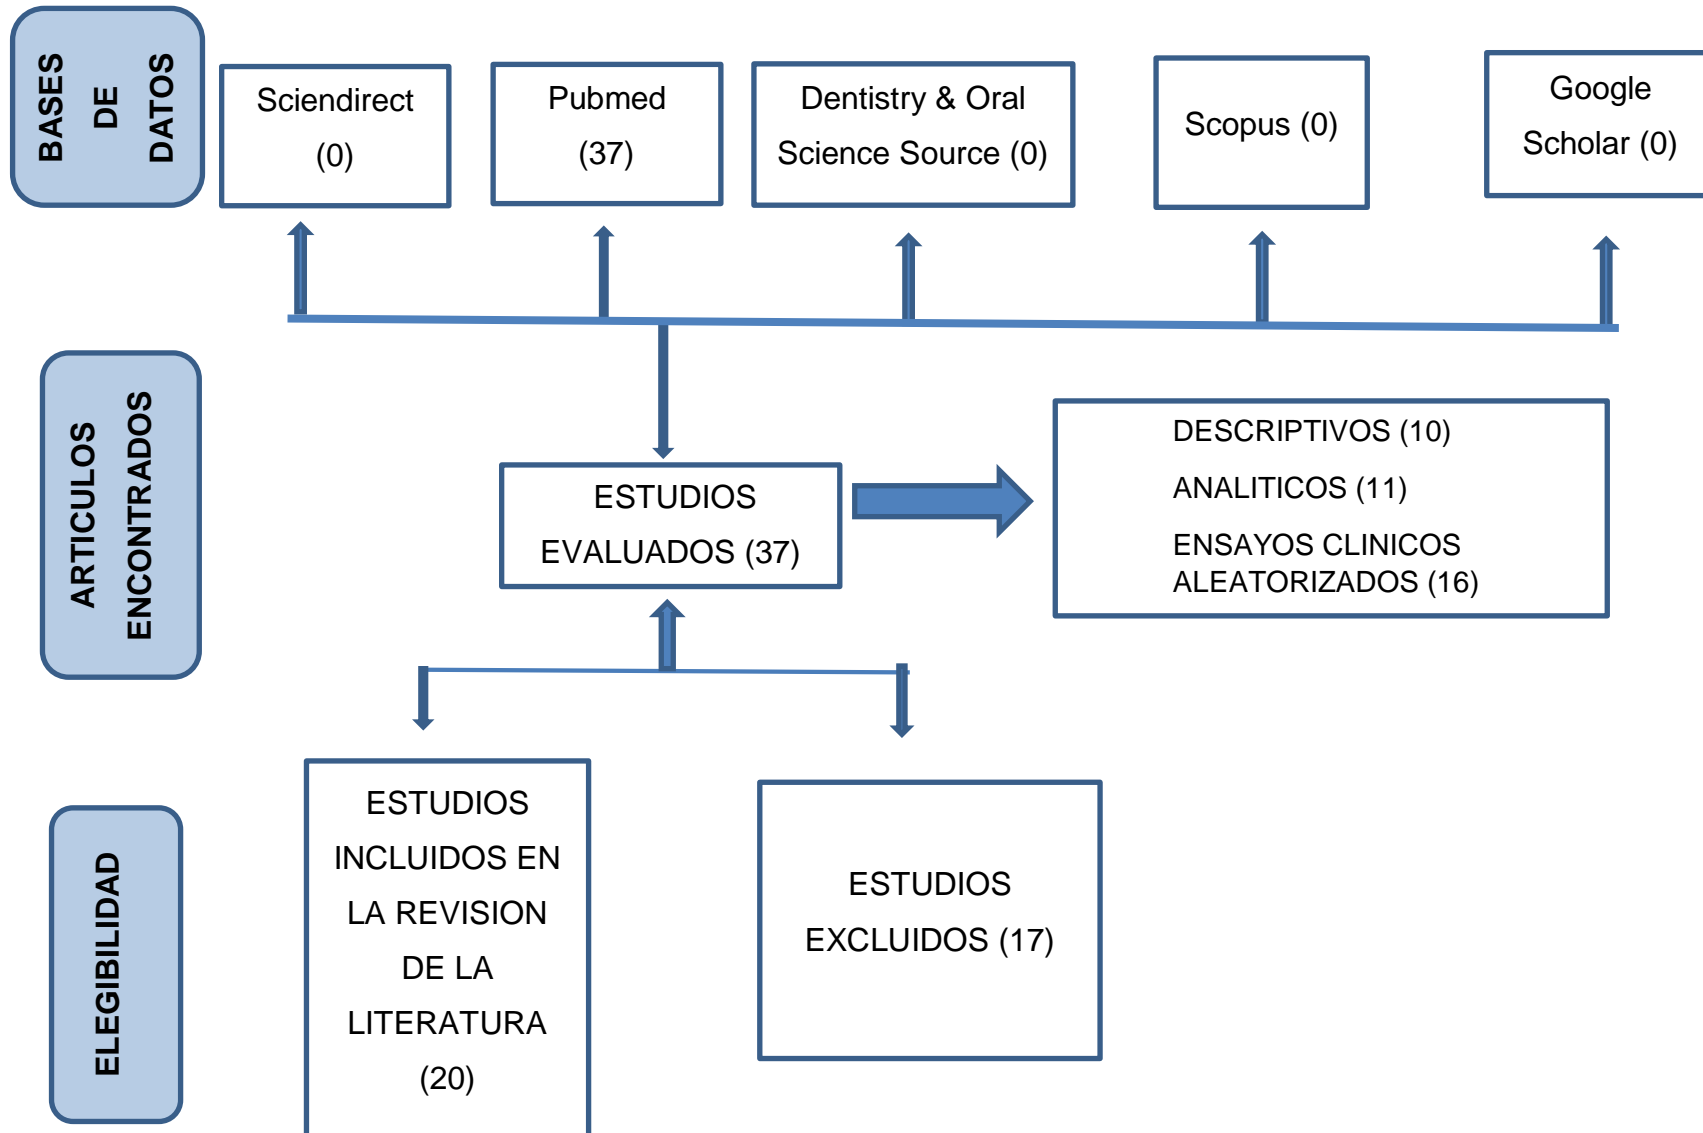 BASES
DE
DATOS
Sciendirect
(0)
Pubmed
(37)
Dentistry & Oral
Science Source (0)
Scopus (0)
Google
Scholar (0)
ARTICULOS
ENCONTRADOS
ESTUDIOS
EVALUADOS (37)
DESCRIPTIVOS (10)
ANALITICOS (11)
ENSAYOS CLINICOS
ALEATORIZADOS (16)
ELEGIBILIDAD
ESTUDIOS
INCLUIDOS EN
LA REVISION
DE LA
LITERATURA
(20)
ESTUDIOS
EXCLUIDOS (17)